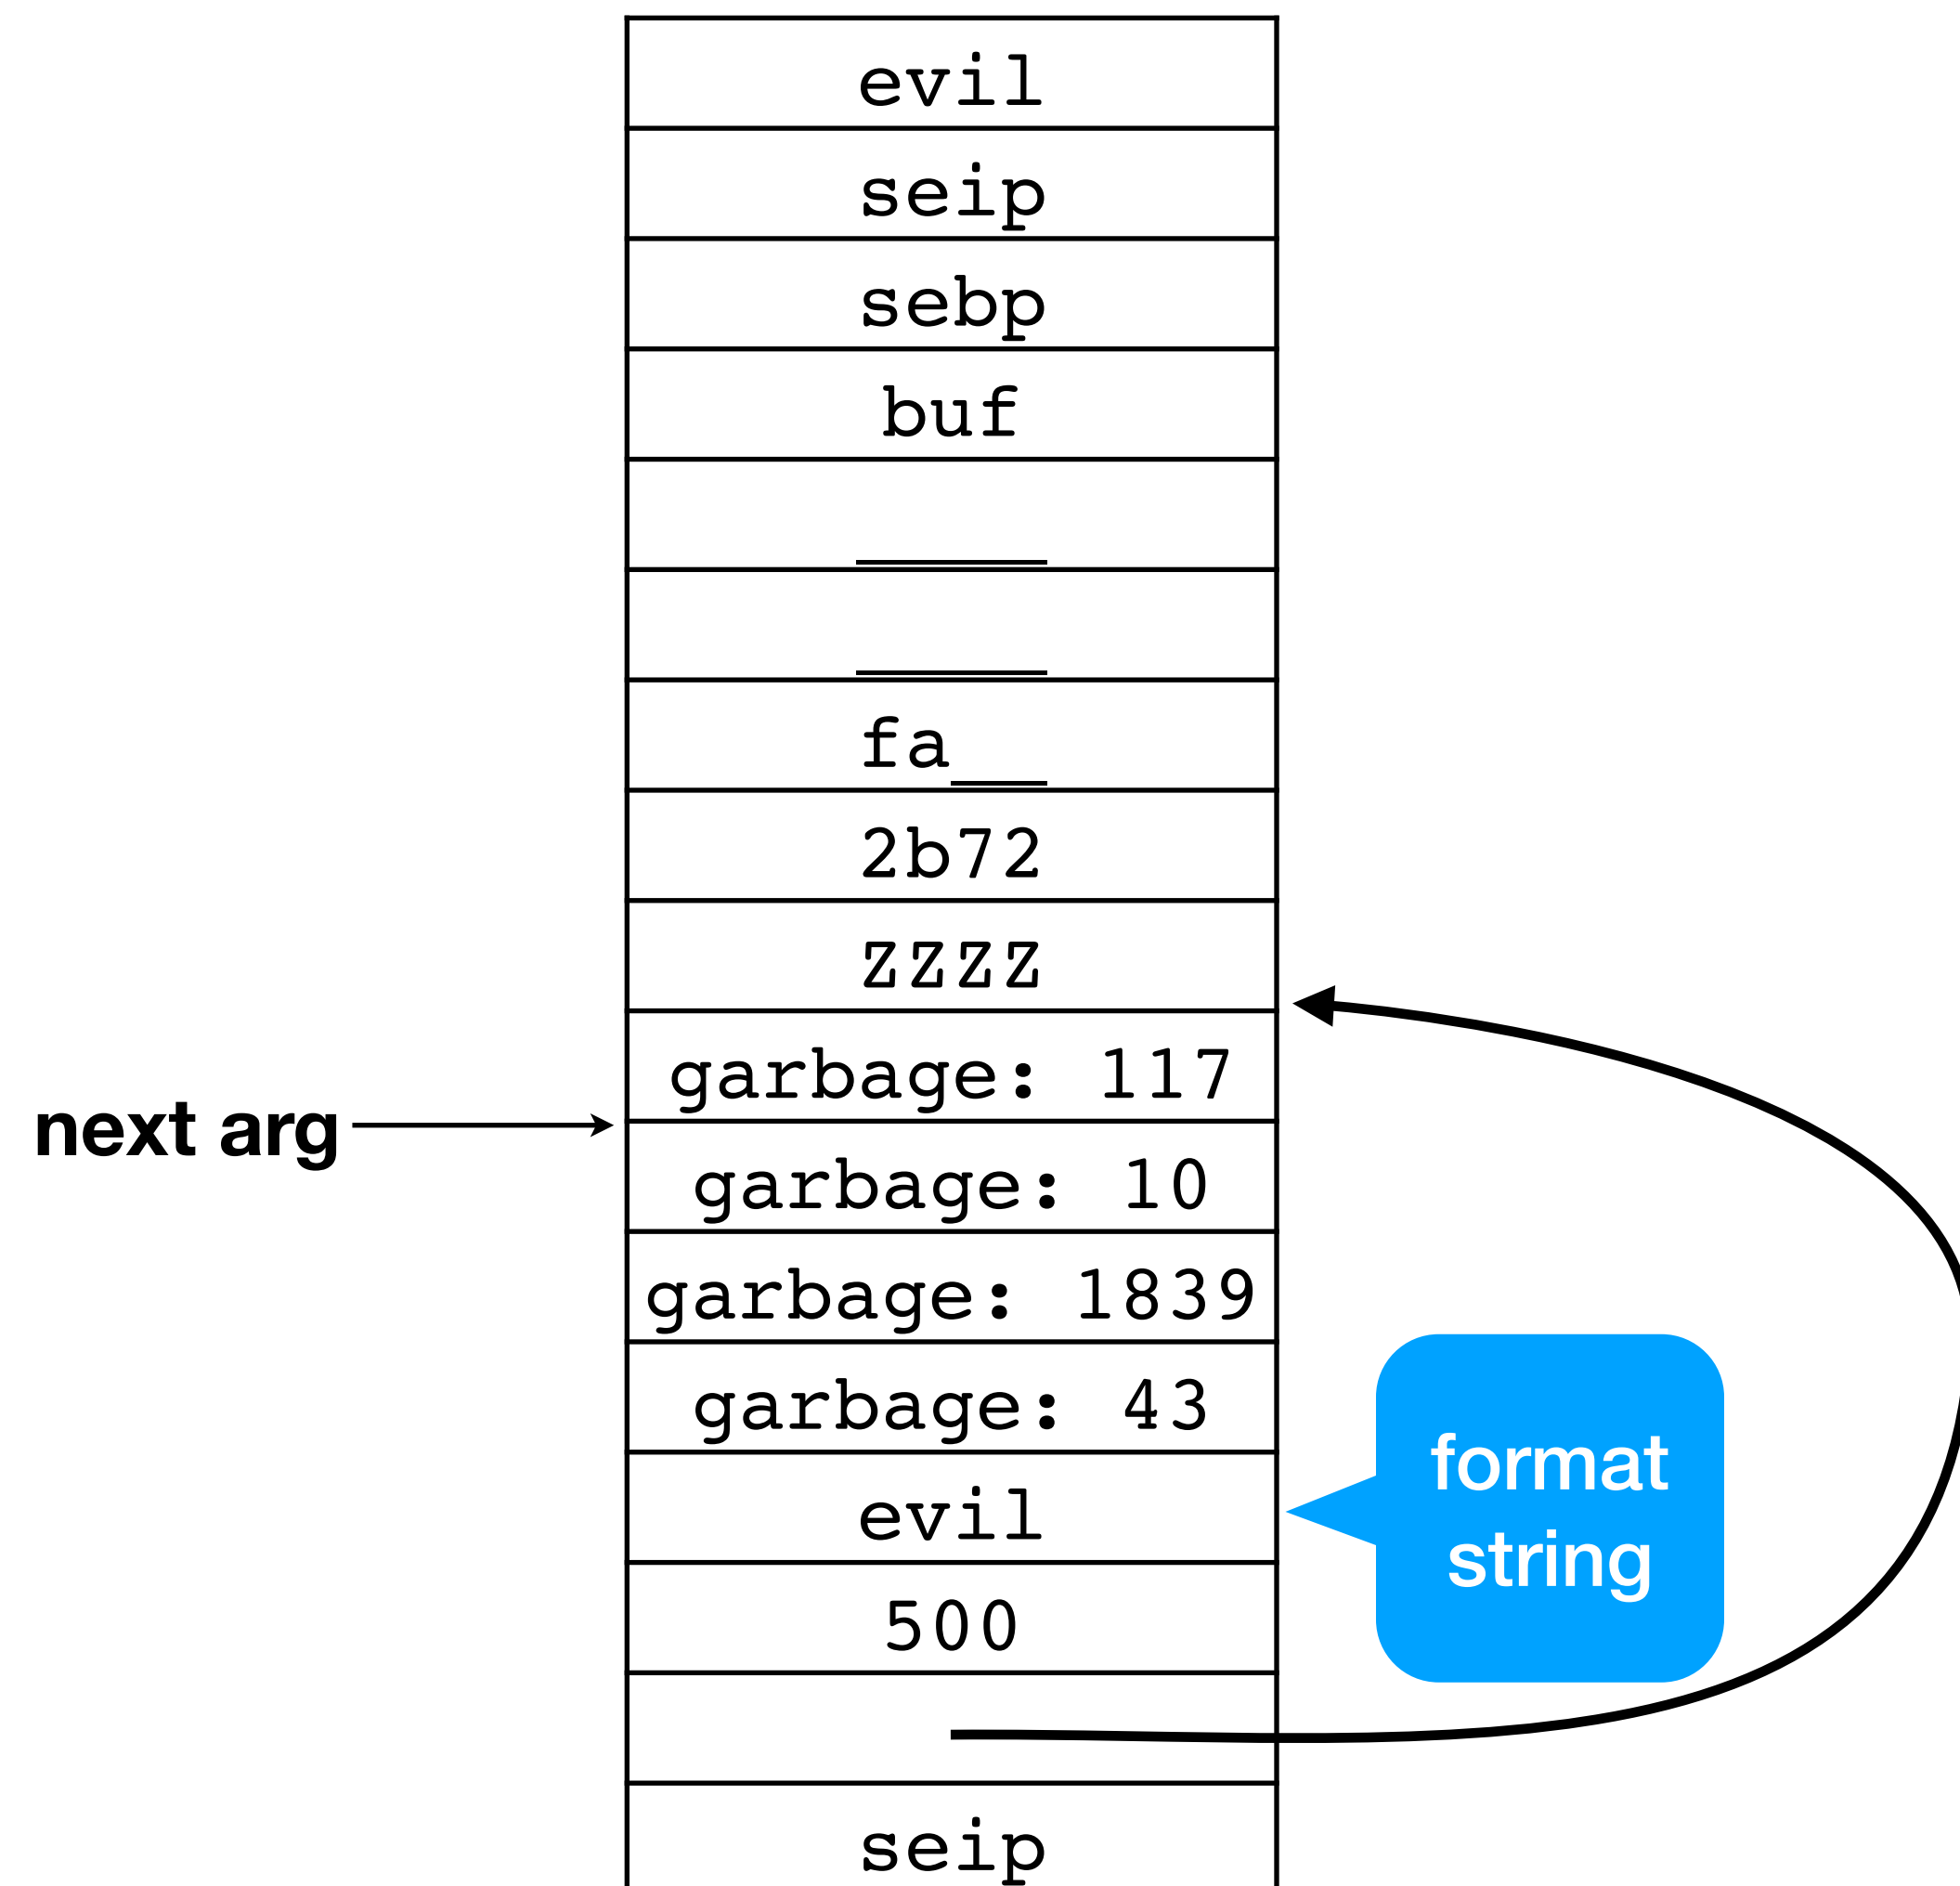 evil
seip
sebp
buf
____
____
fa__
2b72
zzzz
garbage: 117
next arg
garbage: 10
garbage: 1839
garbage: 43
evil
format
string
500
seip